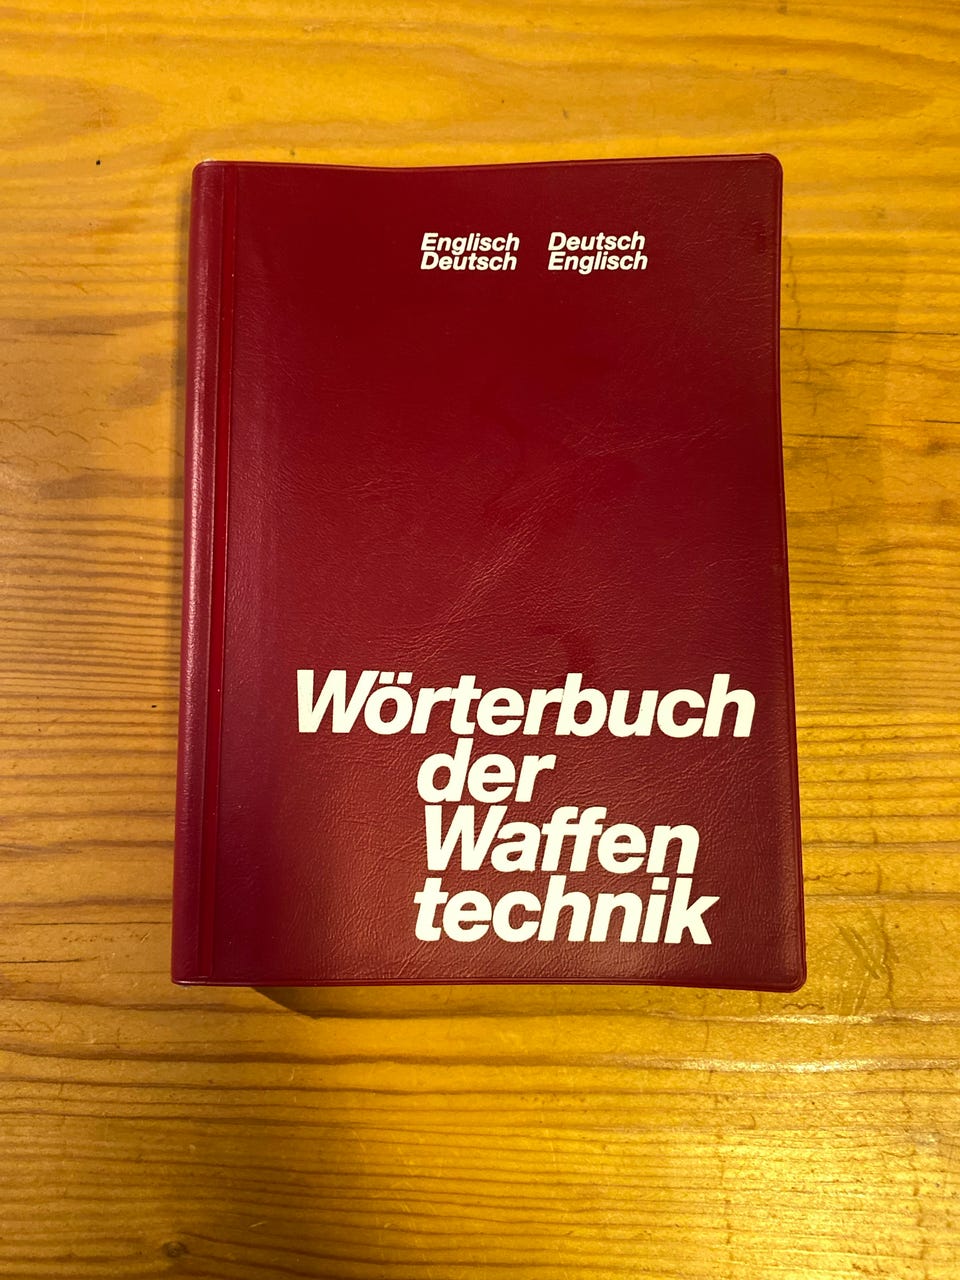 Englisch Deutsch
Deutsch Englisch
Wörterbuch
der
Waffen
technik